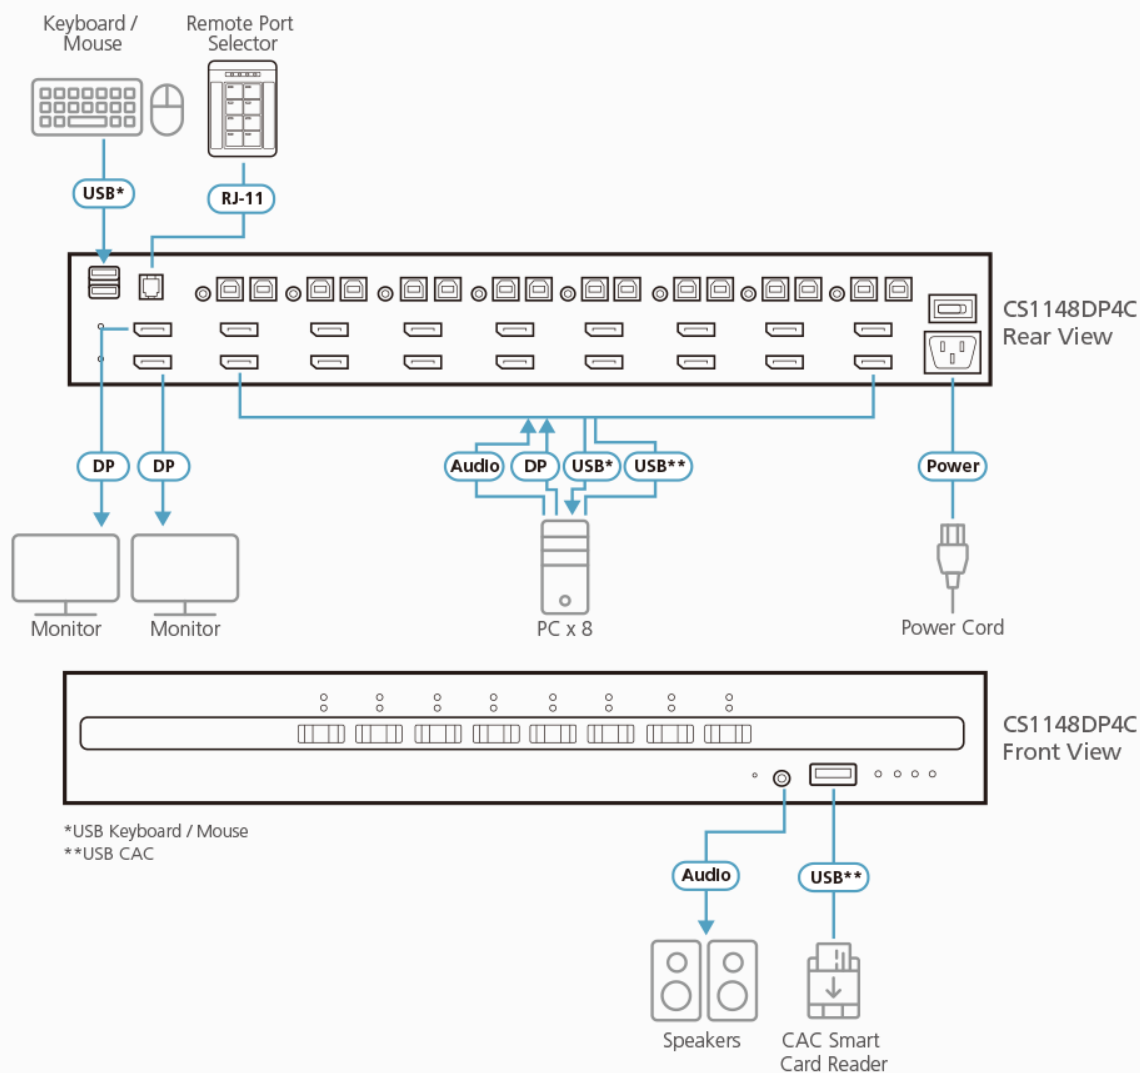 Keyboard /
Mouse
Remote Port
Selector
USB*
RJ-11
CS1148DP4C
Rear View
DP
DP
Audio
DP
USB*
USB**
Power
Monitor
Monitor
PC x 8
Power Cord
CS1148DP4C
Front View
*USB Keyboard / Mouse
**USB CAC
Audio
USB**
Speakers
CAC Smart
Card Reader